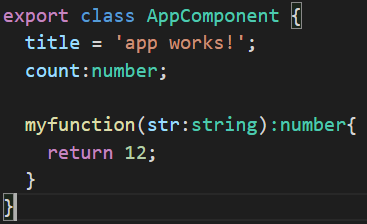 export class AppComponent {
  title = 'app works!';
  count:number;

  myfunction(str:string):number{
    return 12;
  }
}